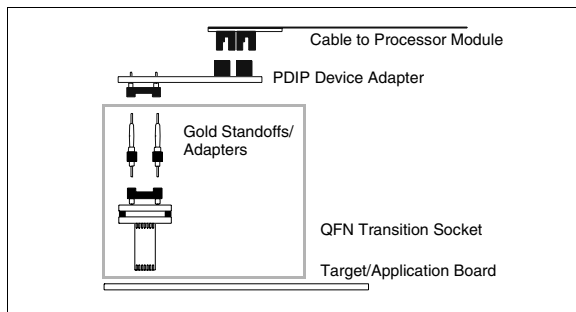 Cable to Processor Module
PDIP Device Adapter
Gold Standoffs/
Adapters
QFN Transition Socket
Target/Application Board